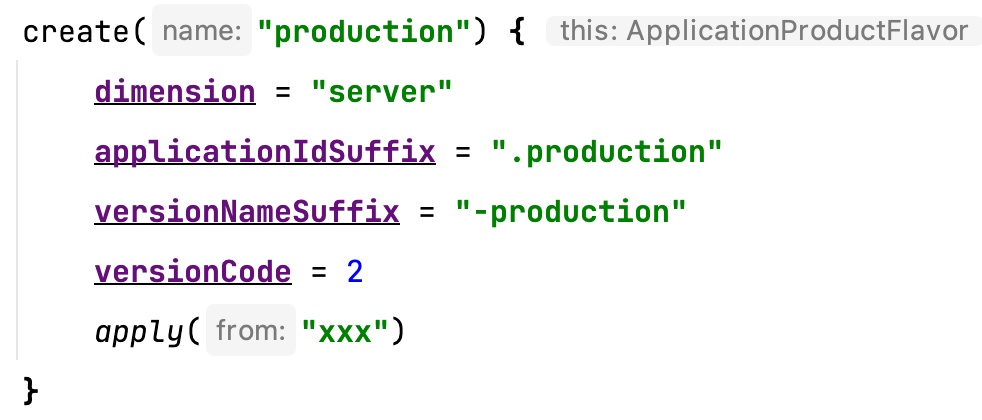 create( name: "production") { this: ApplicationProductFlavor
dimension = "server"
applicationIdSuffix = ".production"
versionNameSuffix = "-production"
versionCode = 2
apply( from: "xxx")
}